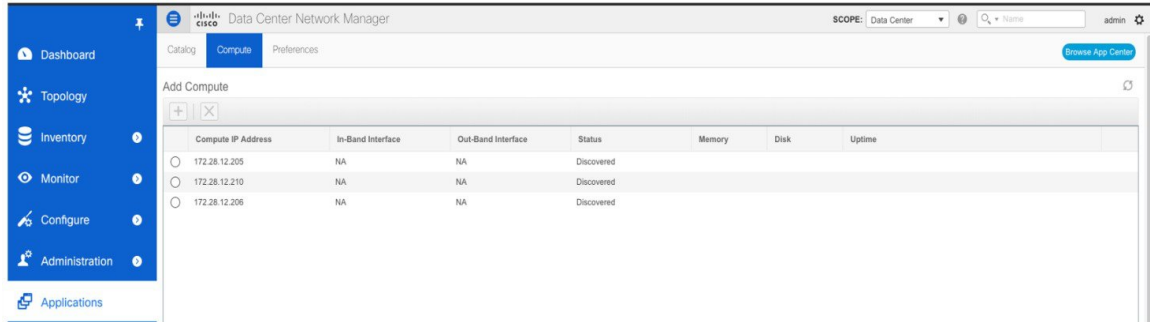 cisco Data Center Network Manager
SCOPE: Data Center
Name
admin
Dashboard
Topology
Inventory
Monitor
Configure
Administration
Applications
Catalog Compute Preferences
Browse App Center
Add Compute
Compute IP Address In-Band Interface Out-Band Interface Status Memory Disk Uptime
172.28.12.205 NA NA Discovered
172.28.12.210 NA NA Discovered
172.28.12.206 NA NA Discovered